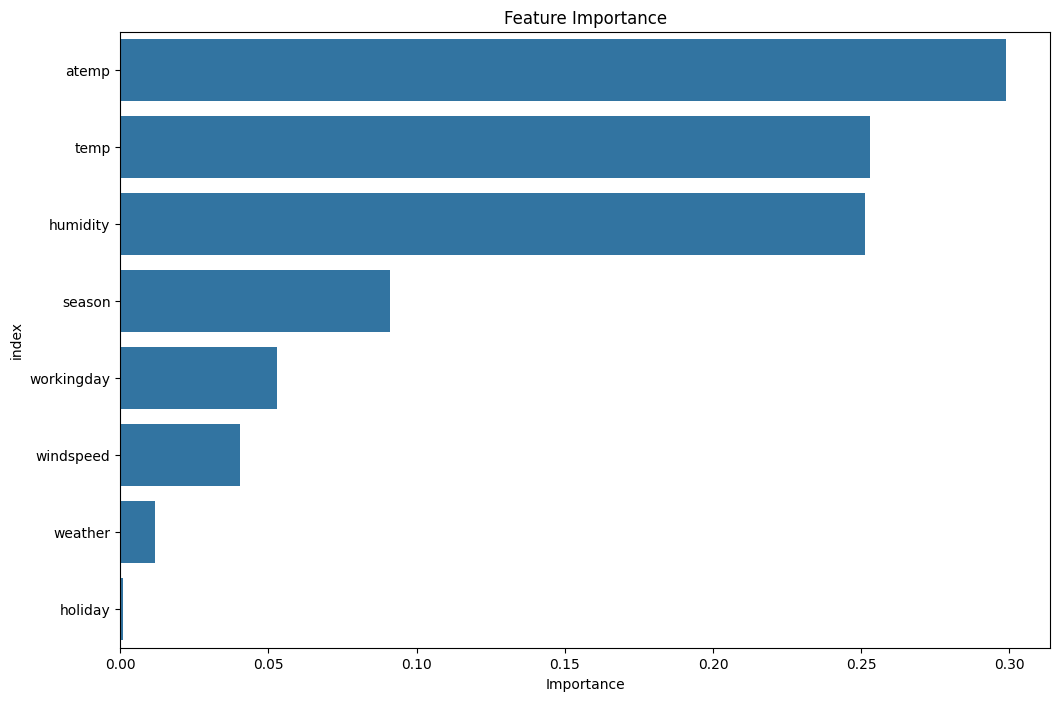 Feature Importance
atemp
temp
humidity
season
index
workingday
windspeed
weather
holiday
0.00 0.05 0.10 0.15 0.20 0.25 0.30
Importance